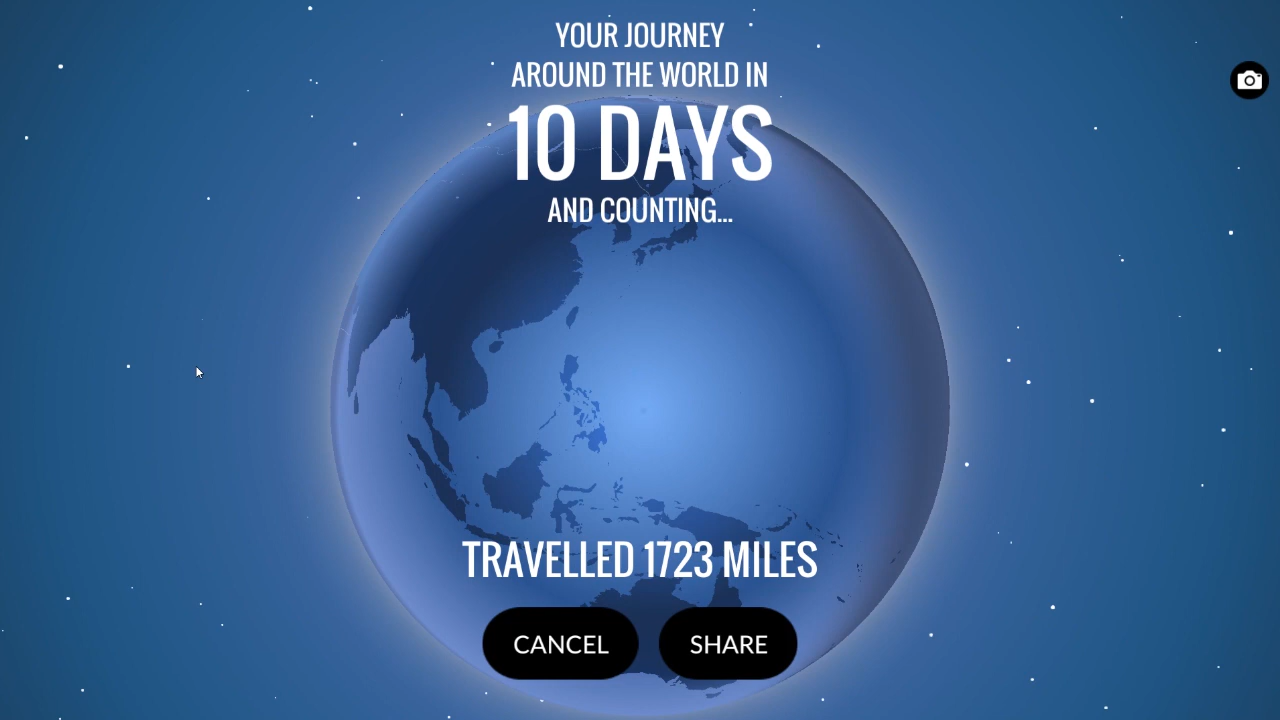 YOUR JOURNEY
AROUND THE WORLD IN
10 DAYS
AND COUNTING...
TRAVELLED 1723 MILES
CANCEL
SHARE